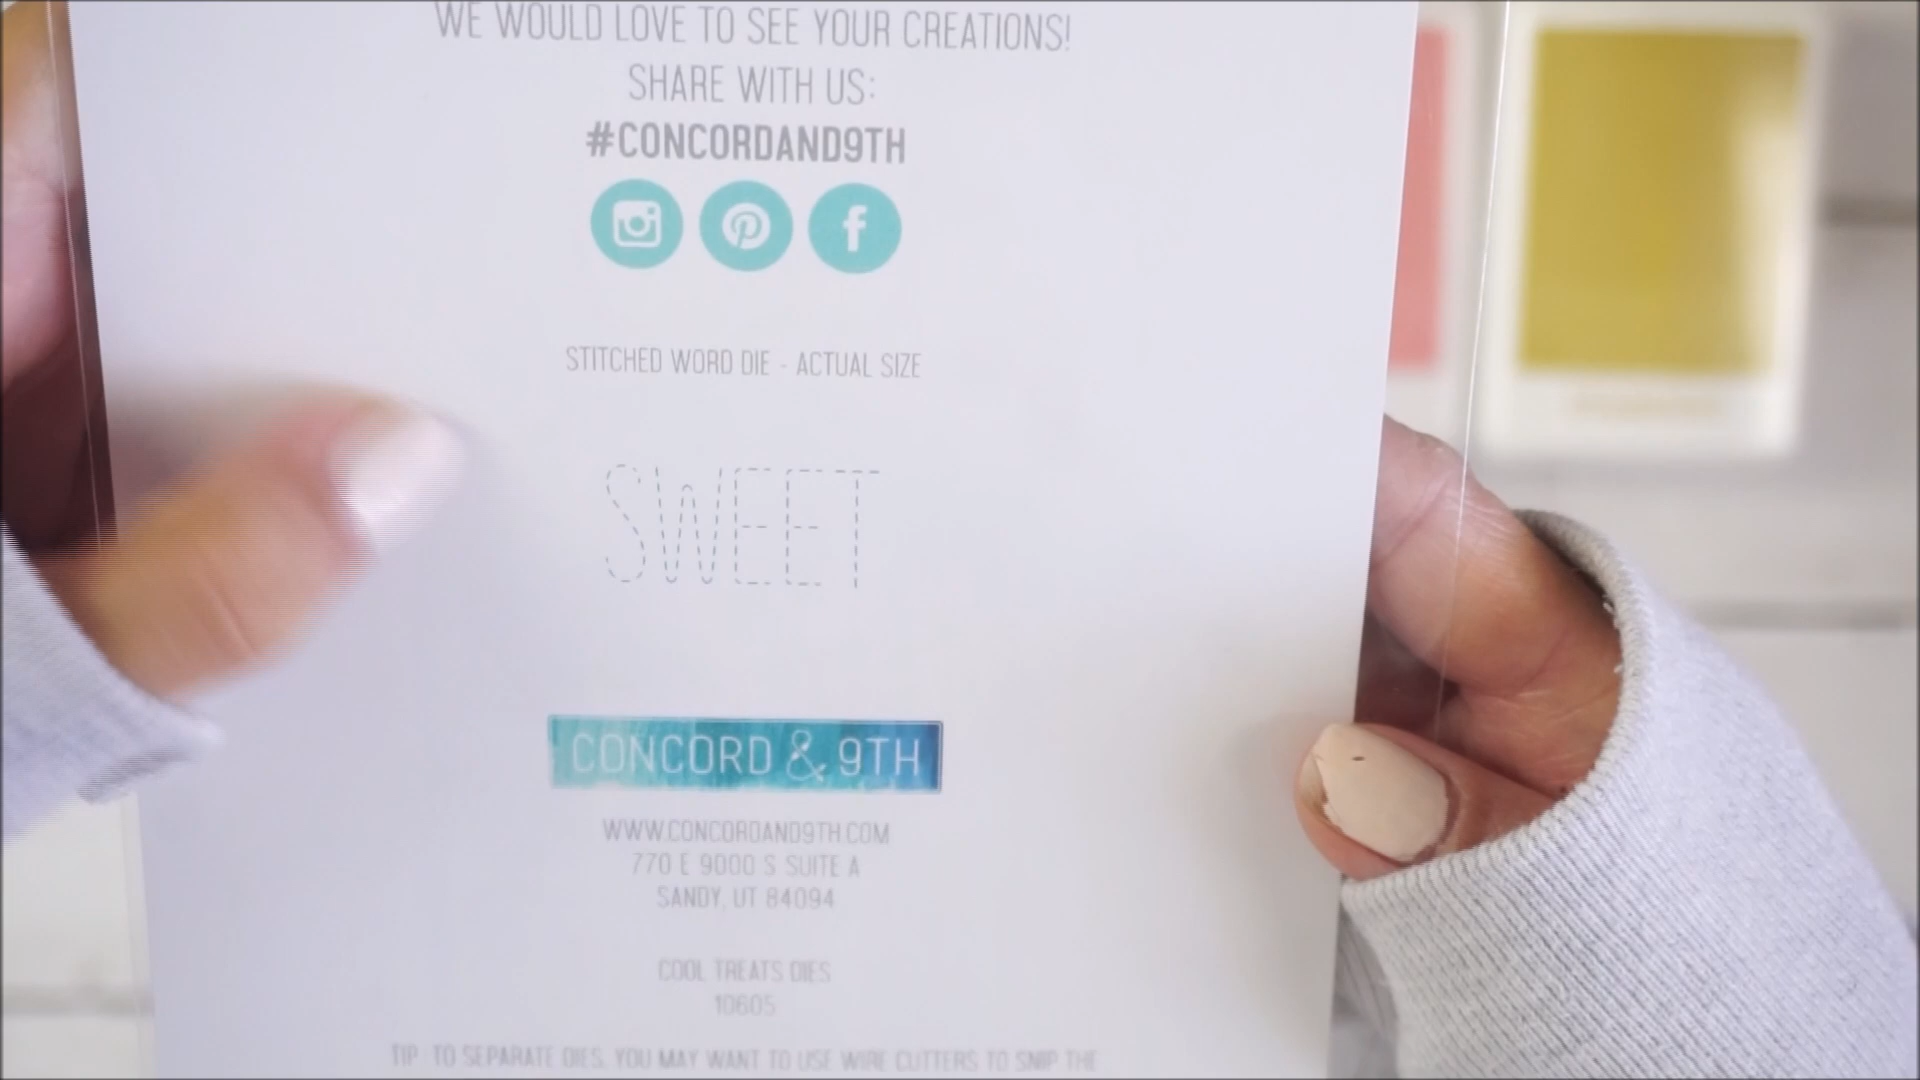 WE WOULD LOVE TO SEE YOUR CREATIONS!
SHARE WITH US:
#CONCORDAND9TH
STITCHED WORD DIE - ACTUAL SIZE
SWEET
CONCORD & 9TH
WWW.CONCORDAND9TH.COM
770 E 9000 S SUITE A
SANDY, UT 84094
COOL TREATS DIES
10605
TIP: TO SEPARATE DIES, YOU MAY WANT TO USE WIRE CUTTERS TO SNIP THE